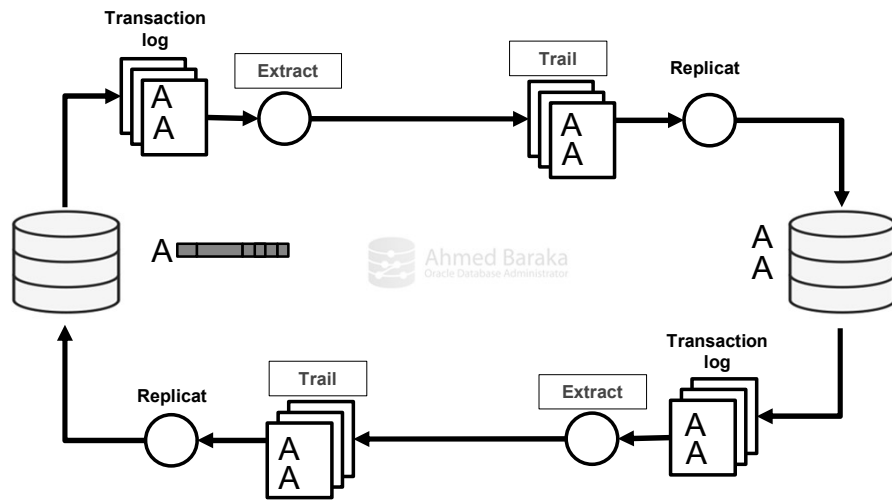 Transaction
log
Extract
Trail
Replicat
A
A
A
A
A
A
A
Ahmed Baraka
Oracle Database Administrator
Transaction
log
Replicat
Trail
Extract
A
A
A
A